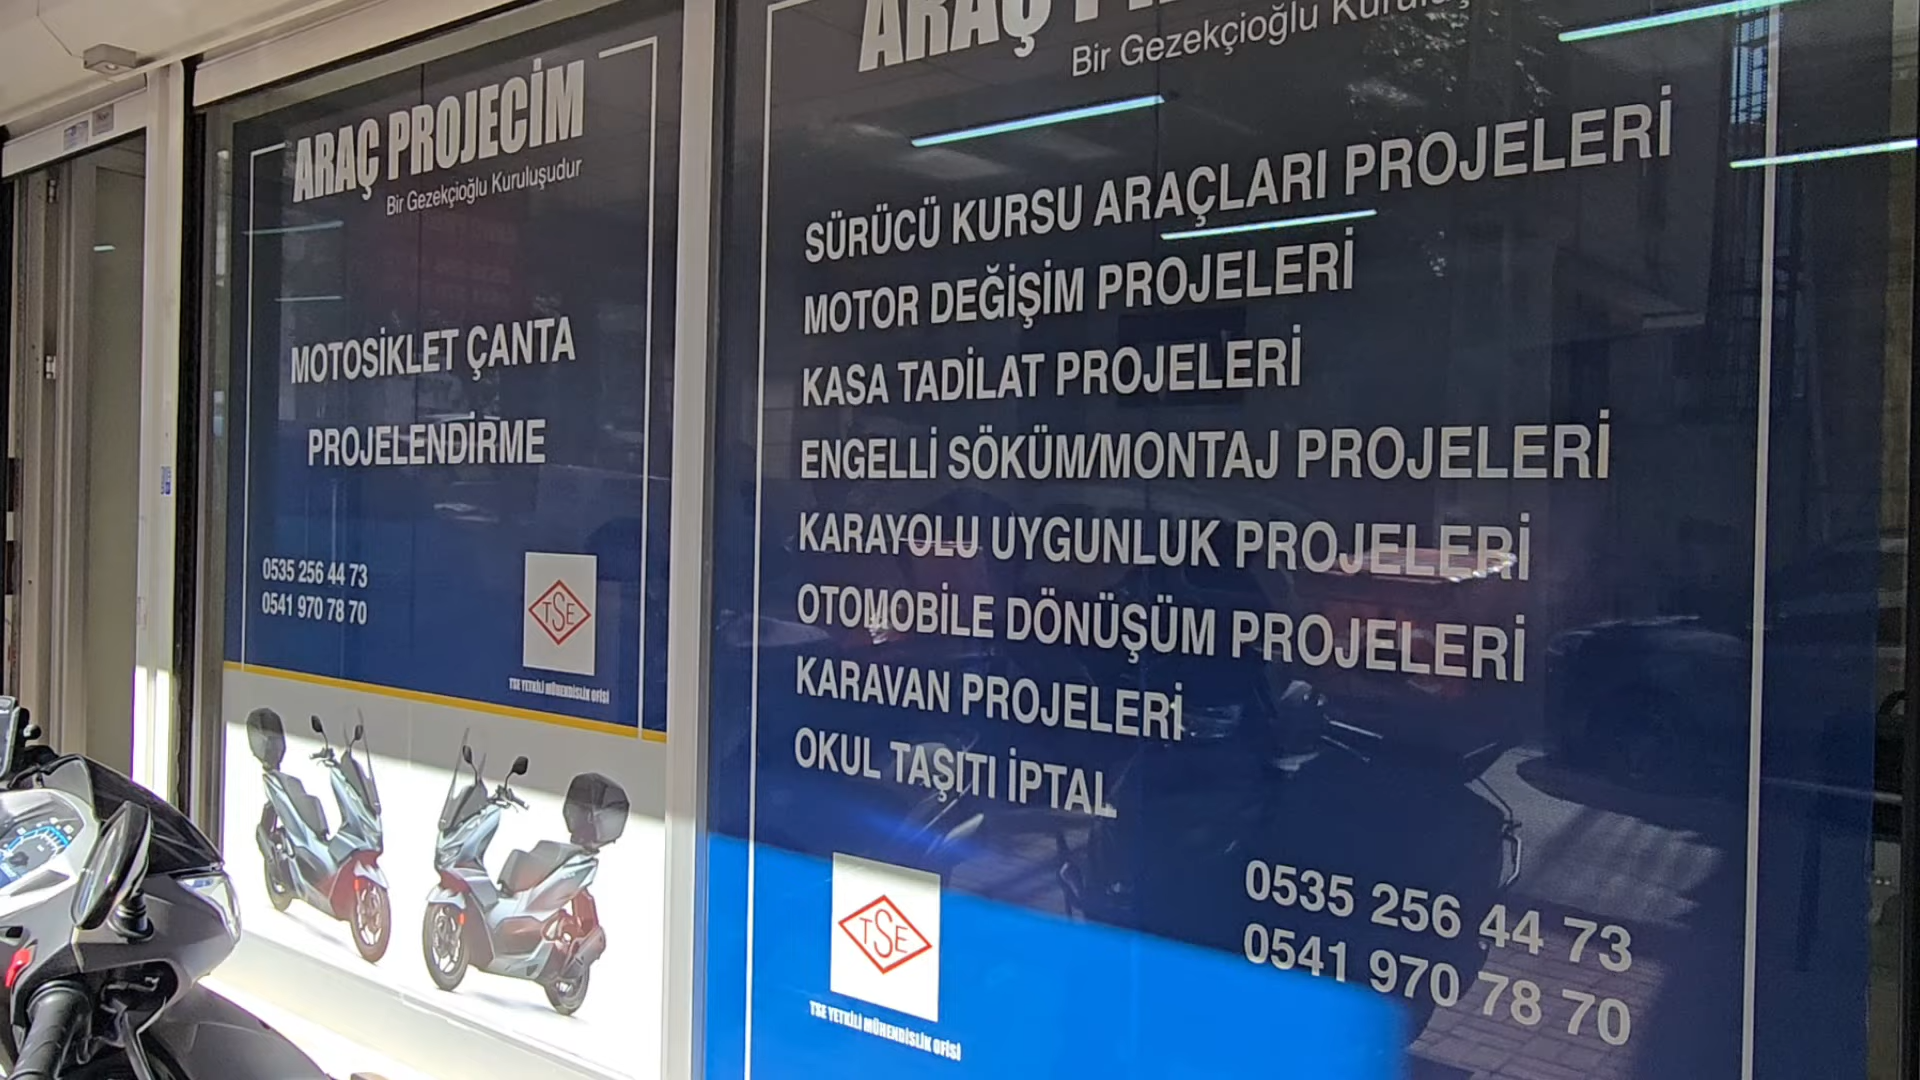 ARAÇ PROJECİM
Bir Gezekçioğlu Kuruluşudur
MOTOSİKLET ÇANTA
PROJELENDİRME
0535 256 44 73
0541 970 78 70
TSE
TSE YETKİLİ MÜHENDİSLİK OFİSİ
ARAÇ
Bir Gezekçioğlu
SÜRÜCÜ KURSU ARAÇLARI PROJELERİ
MOTOR DEĞİŞİM PROJELERİ
KASA TADİLAT PROJELERİ
ENGELLİ SÖKÜM/MONTAJ PROJELERİ
KARAYOLU UYGUNLUK PROJELERİ
OTOMOBİLE DÖNÜŞÜM PROJELERİ
KARAVAN PROJELERİ
OKUL TAŞITI İPTAL
TSE
TSE YETKİLİ MÜHENDİSLİK OFİSİ
0535 256 44 73
0541 970 78 70